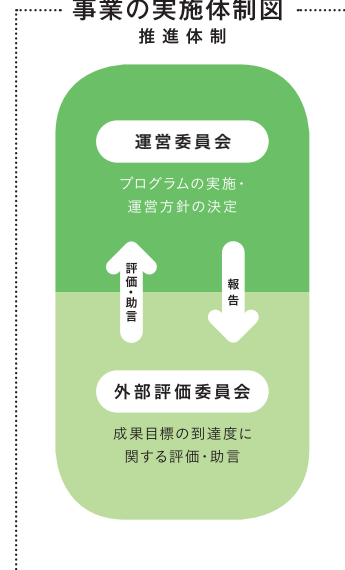 事業の実施体制図
推進体制
運営委員会
プログラムの実施・
運営方針の決定
評価・助言
報告
外部評価委員会
成果目標の到達度に
関する評価・助言